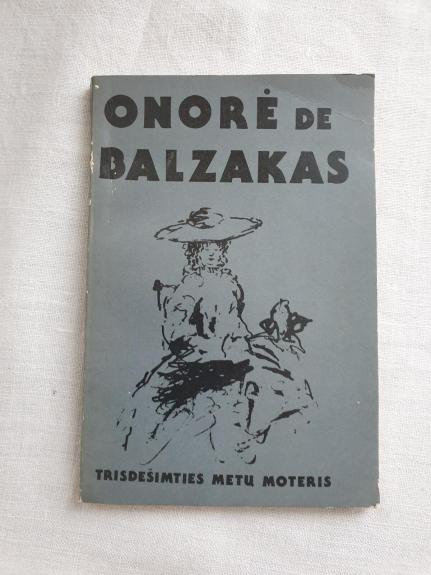 ONORĖ DE
BALZAKAS
TRISDEŠIMTIES METŲ MOTERIS